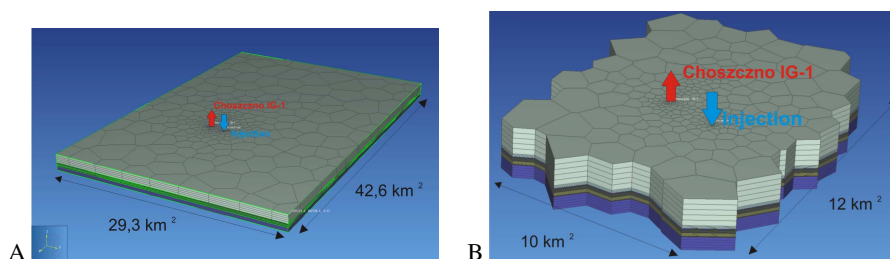 Choszczno IG-1
Injection
42,6 km 2
29,3 km 2
A
Choszczno IG-1
Injection
12 km 2
10 km 2
B